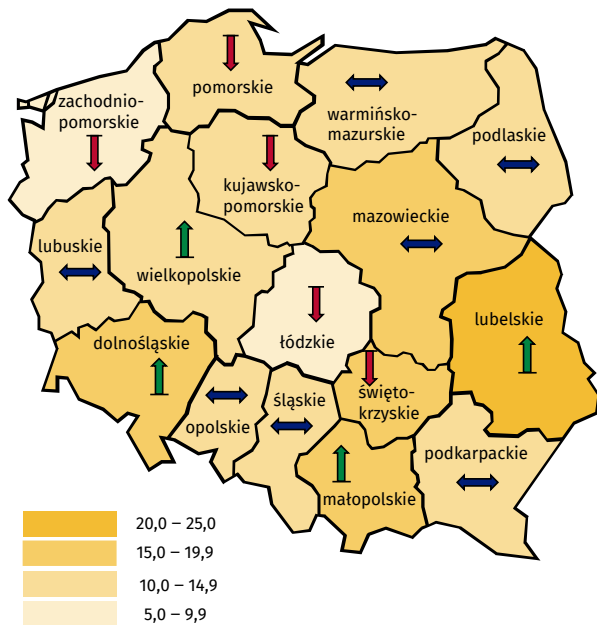 pomorskie
zachodnio-
pomorskie
warmińsko-
mazurskie
podlaskie
kujawsko-
pomorskie
mazowieckie
lubuskie
wielkopolskie
lubelskie
dolnośląskie
łódzkie
śląskie
święto-
krzyskie
opolskie
podkarpackie
małopolskie
20,0 – 25,0
15,0 – 19,9
10,0 – 14,9
5,0 – 9,9